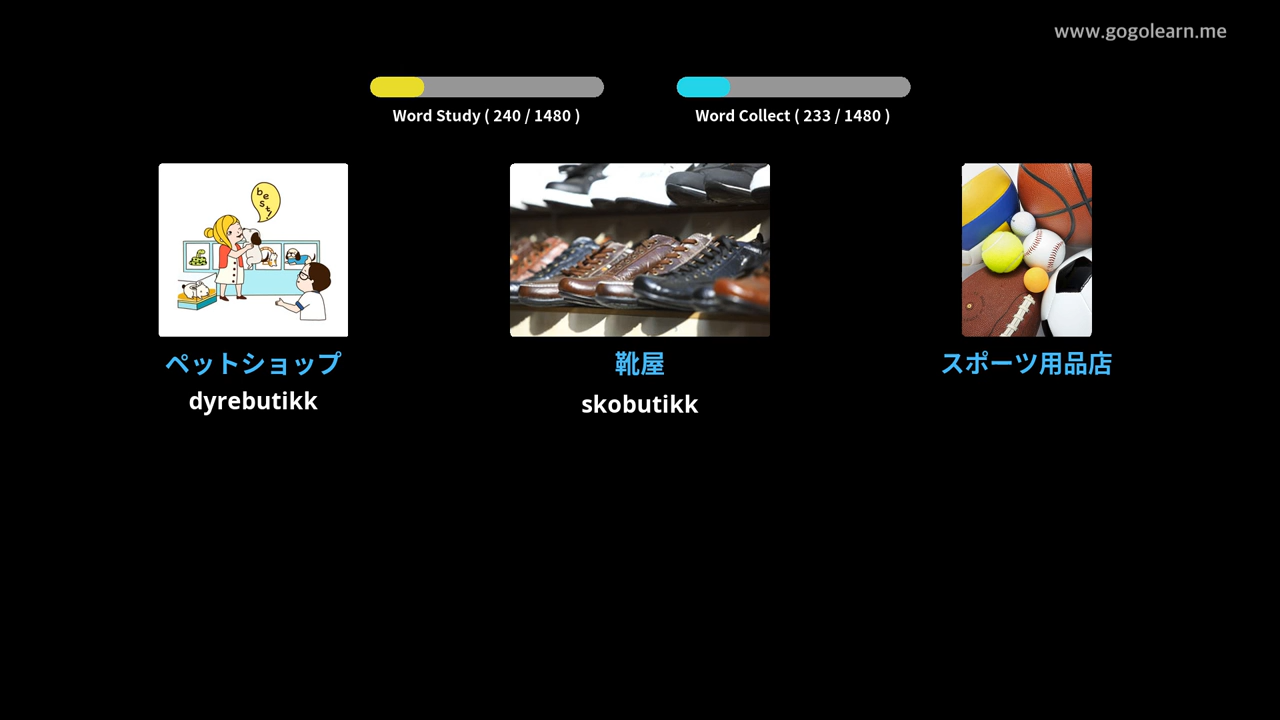 www.gogolearn.me
Word Study ( 240 / 1480 )
Word Collect ( 233 / 1480 )
best,
ペットショップ
靴屋
スポーツ用品店
dyrebutikk
skobutikk